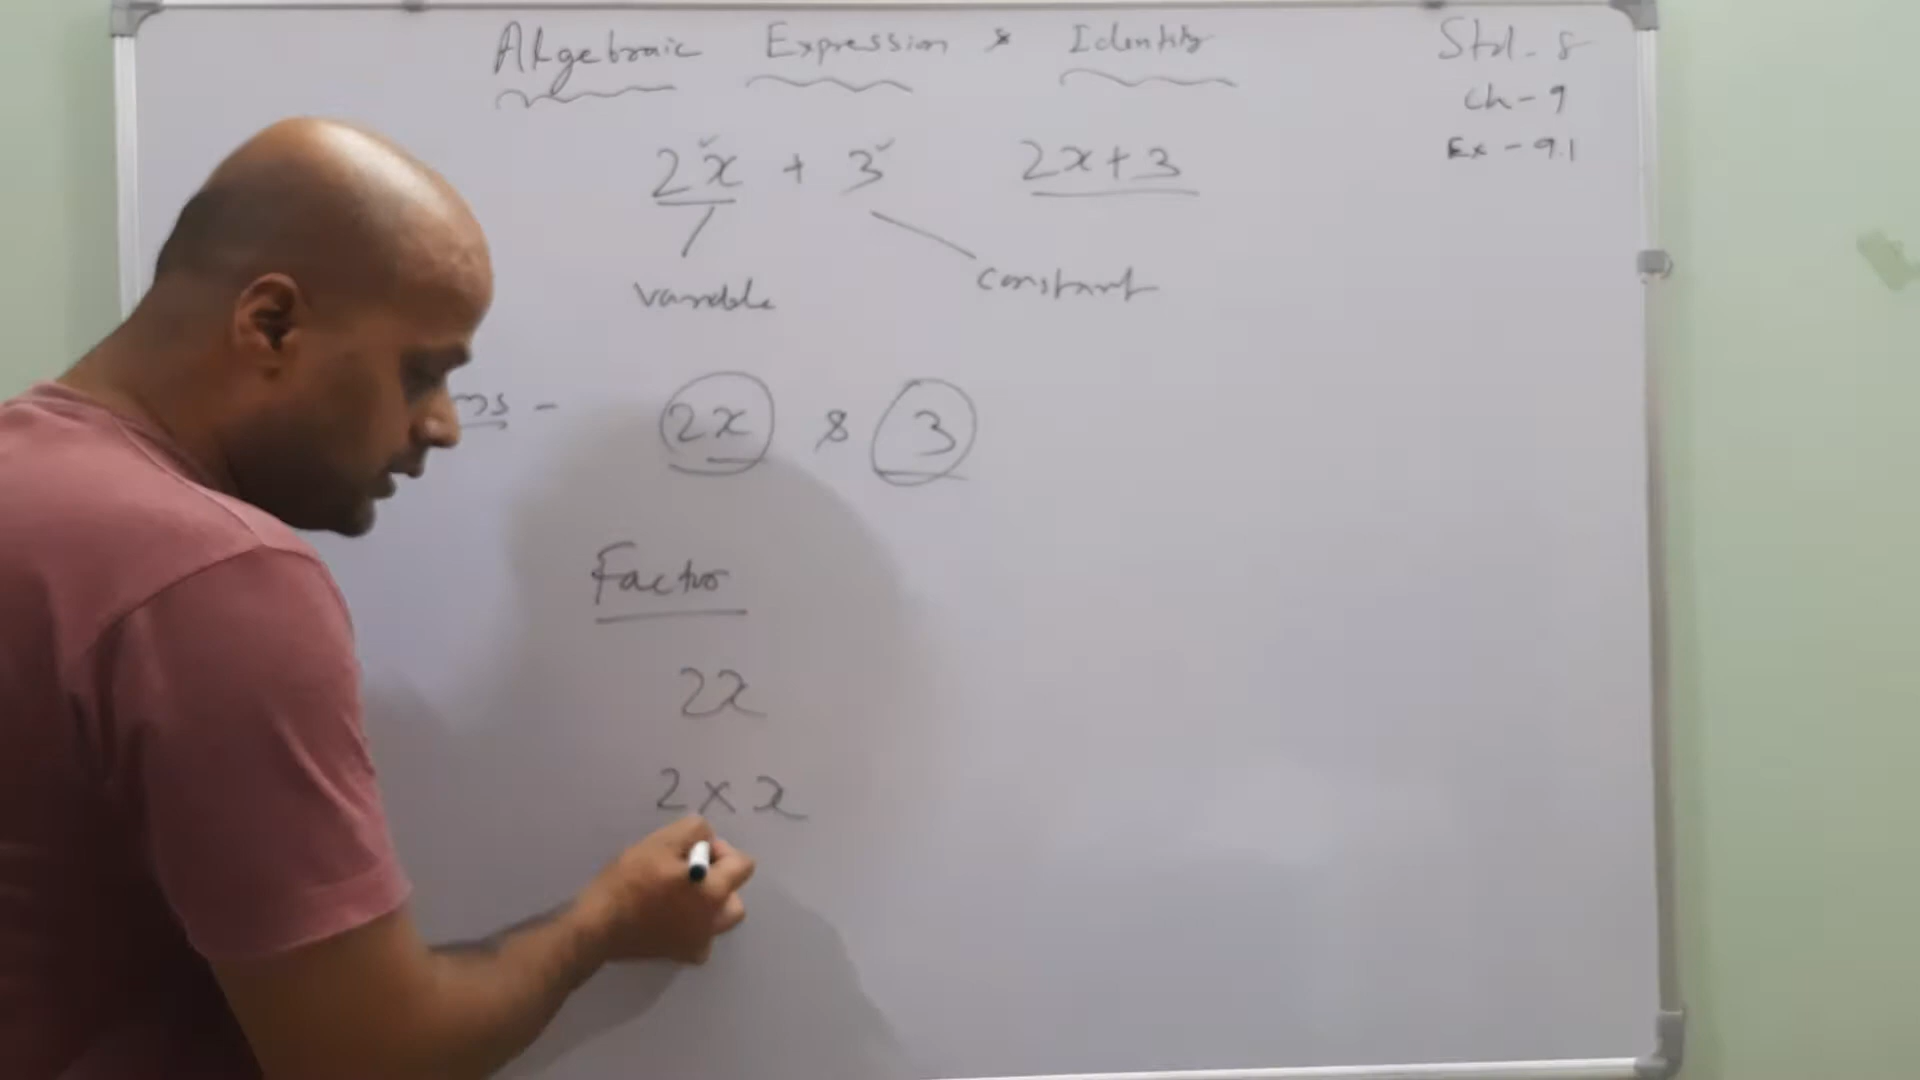 Algebraic Expression & Identity
Std - 8
Ch - 9
Ex - 9.1
2x + 3
2x + 3
variable
constant
ms - 2x & 3
Factor
2x
2 × x